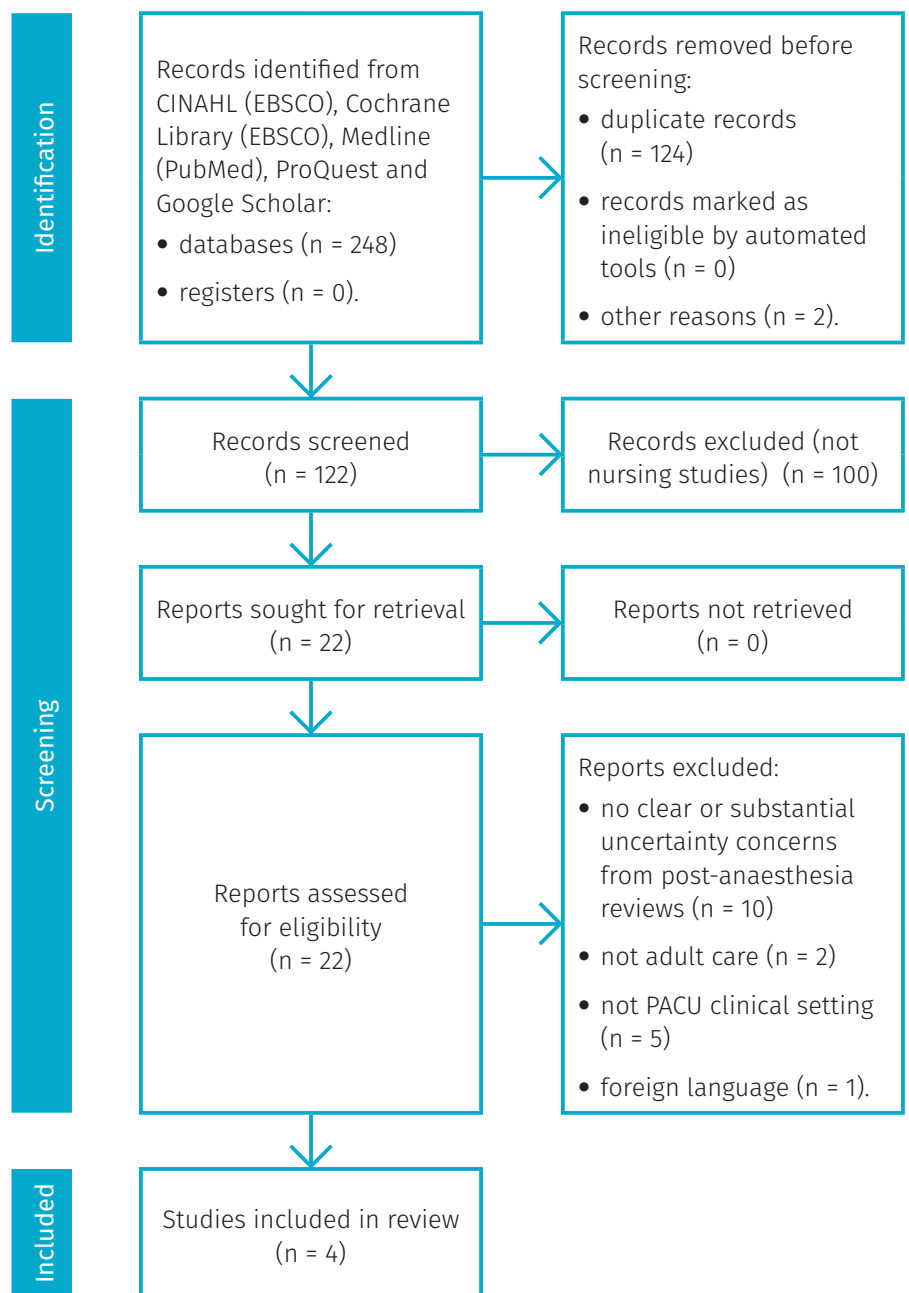 Identification
Records identified from
CINAHL (EBSCO), Cochrane
Library (EBSCO), Medline
(PubMed), ProQuest and
Google Scholar:
• databases (n = 248)
• registers (n = 0).
Records removed before
screening:
• duplicate records
(n = 124)
• records marked as
ineligible by automated
tools (n = 0)
• other reasons (n = 2).
Screening
Records screened
(n = 122)
Records excluded (not
nursing studies) (n = 100)
Reports sought for retrieval
(n = 22)
Reports not retrieved
(n = 0)
Reports assessed
for eligibility
(n = 22)
Reports excluded:
• no clear or substantial
uncertainty concerns
from post-anaesthesia
reviews (n = 10)
• not adult care (n = 2)
• not PACU clinical setting
(n = 5)
• foreign language (n = 1).
Included
Studies included in review
(n = 4)